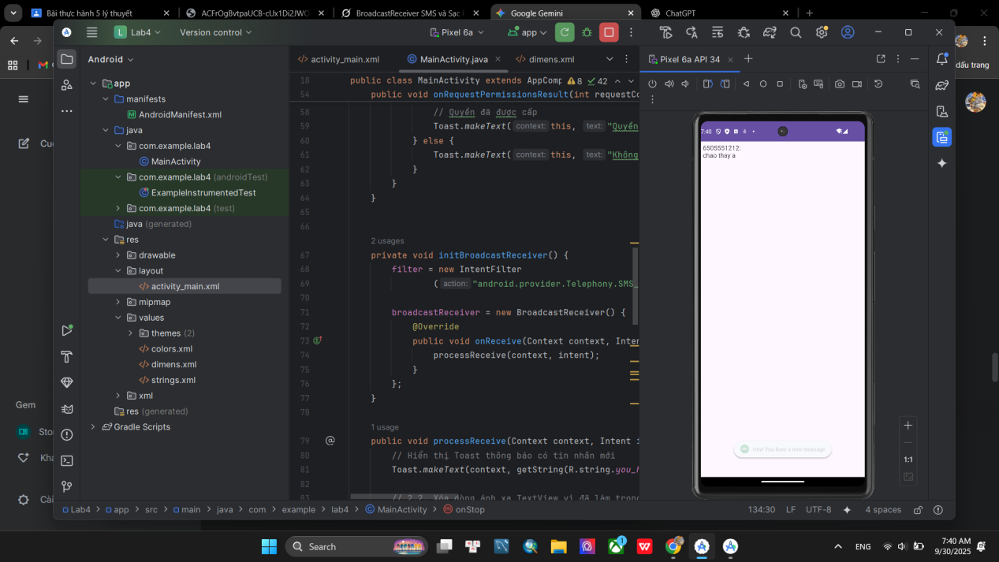 Bài thực hành 5 lý thuyết
ACFrOgBvtpaUCB-cUx1Di2JWO
BroadcastReceiver SMS và Sạc
Google Gemini
ChatGPT
Lab4
Version control
Pixel 6a
app
L
M
dấu trang
Cu
Gem
Sto
Kha
Cài
Android
app
manifests
AndroidManifest.xml
java
com.example.lab4
MainActivity
com.example.lab4 (androidTest)
ExampleInstrumentedTest
com.example.lab4 (test)
java (generated)
res
drawable
layout
activity_main.xml
mipmap
values
themes (2)
colors.xml
dimens.xml
strings.xml
xml
res (generated)
Gradle Scripts
activity_main.xml
MainActivity.java
dimens.xml
18 public class MainActivity extends AppComp
8 42
54 public void onRequestPermissionsResult(int requestCo
58 // Quyền đã được cấp
59 Toast.makeText( context: this, text: "Quyền
60 } else {
61 Toast.makeText( context: this, text: "Không
62 }
63 }
64 }
65
66
2 usages
67 private void initBroadcastReceiver() {
68 filter = new IntentFilter
69 ( action: "android.provider.Telephony.SMS_
70
71 broadcastReceiver = new BroadcastReceiver() {
72 @Override
73 public void onReceive(Context context, Inten
74 processReceive(context, intent);
75 }
76 };
77 }
78
1 usage
79 @ public void processReceive(Context context, Intent i
80 // Hiển thị Toast thông báo có tin nhắn mới
81 Toast.makeText(context, getString(R.string.you_h
82
83 // 2.2. Xóa dòng ánh xạ TextView vì đã làm trong
Pixel 6a API 34
7:40
6505551212:
chao thay a
Hey! You have a new message
1:1
Lab4 > app > src > main > java > com > example > lab4 > MainActivity > onStop
134:30 LF UTF-8 4 spaces
Search
1
ENG
7:40 AM
9/30/2025